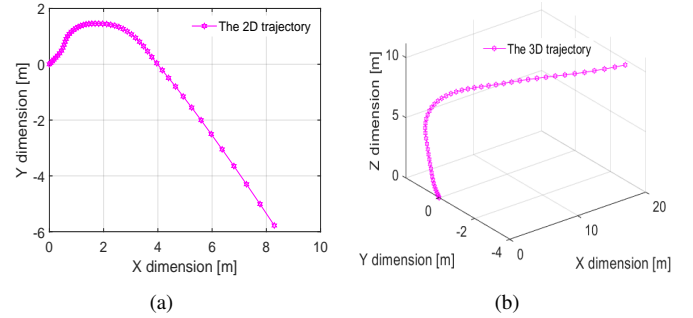 2
The 2D trajectory
0
-2
-4
-6
Y dimension [m]
0
2
4
6
8
10
X dimension [m]
(a)
10
The 3D trajectory
5
0
Z dimension [m]
0
-2
-4
Y dimension [m]
0
10
20
X dimension [m]
(b)